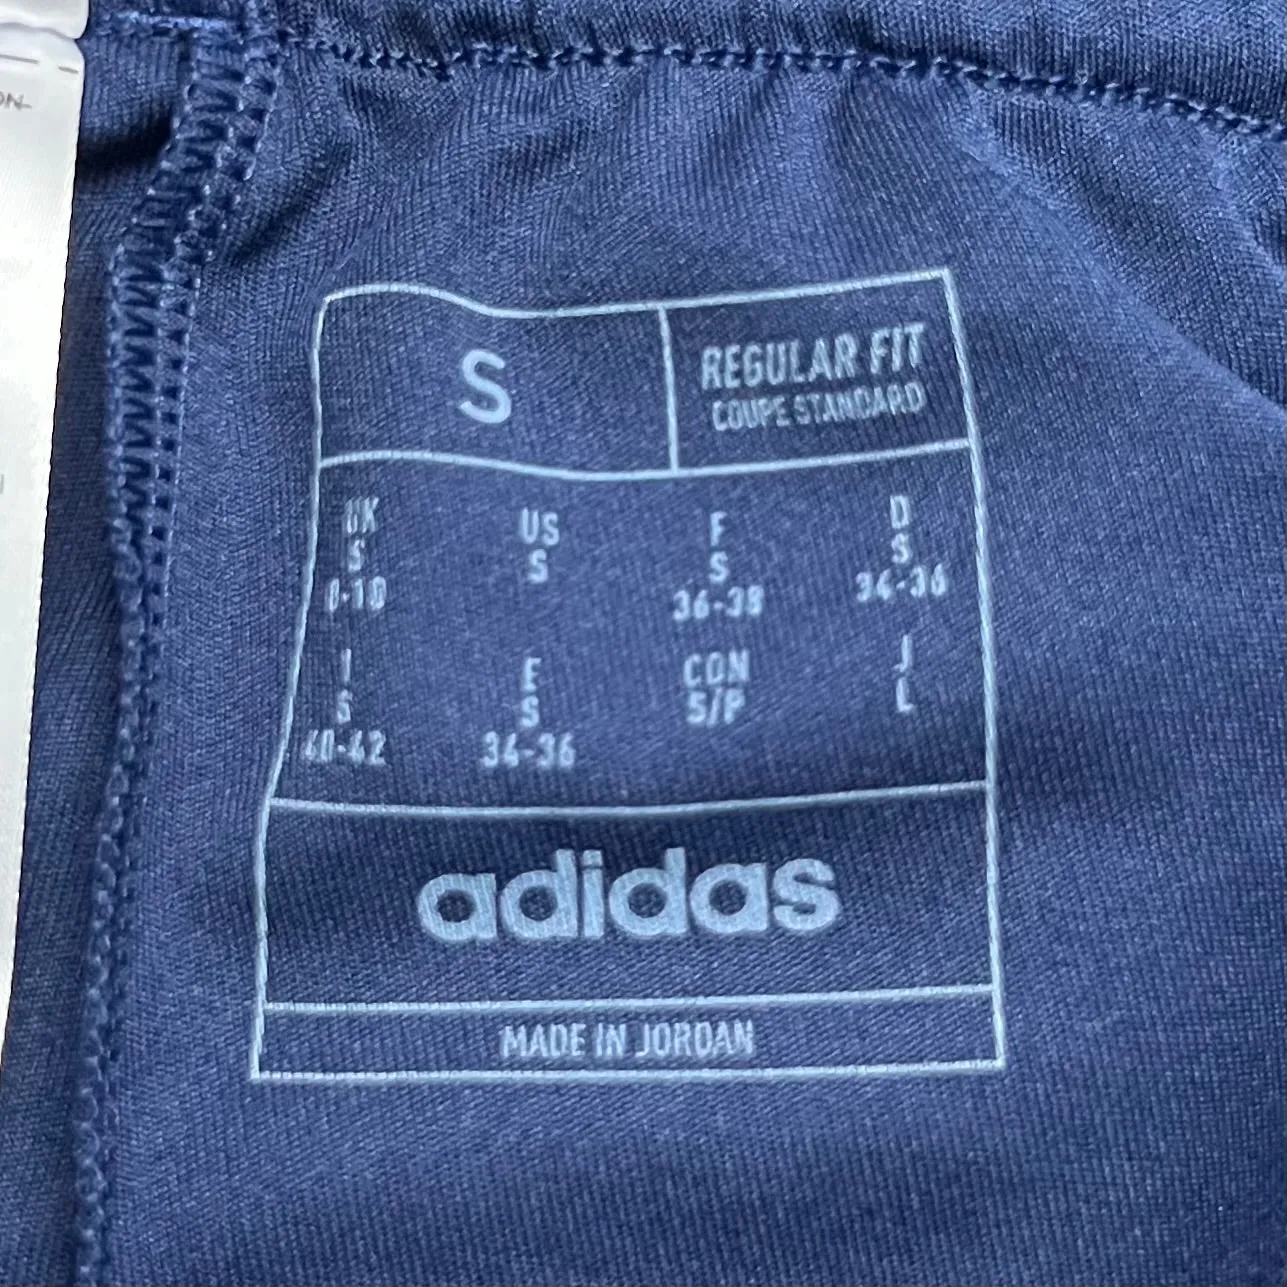 S
REGULAR FIT
COUPE STANDARD
UK US F D
S S S S
8-10 36-38 34-36
I E CON J
S S S/P L
40-42 34-36
adidas
MADE IN JORDAN